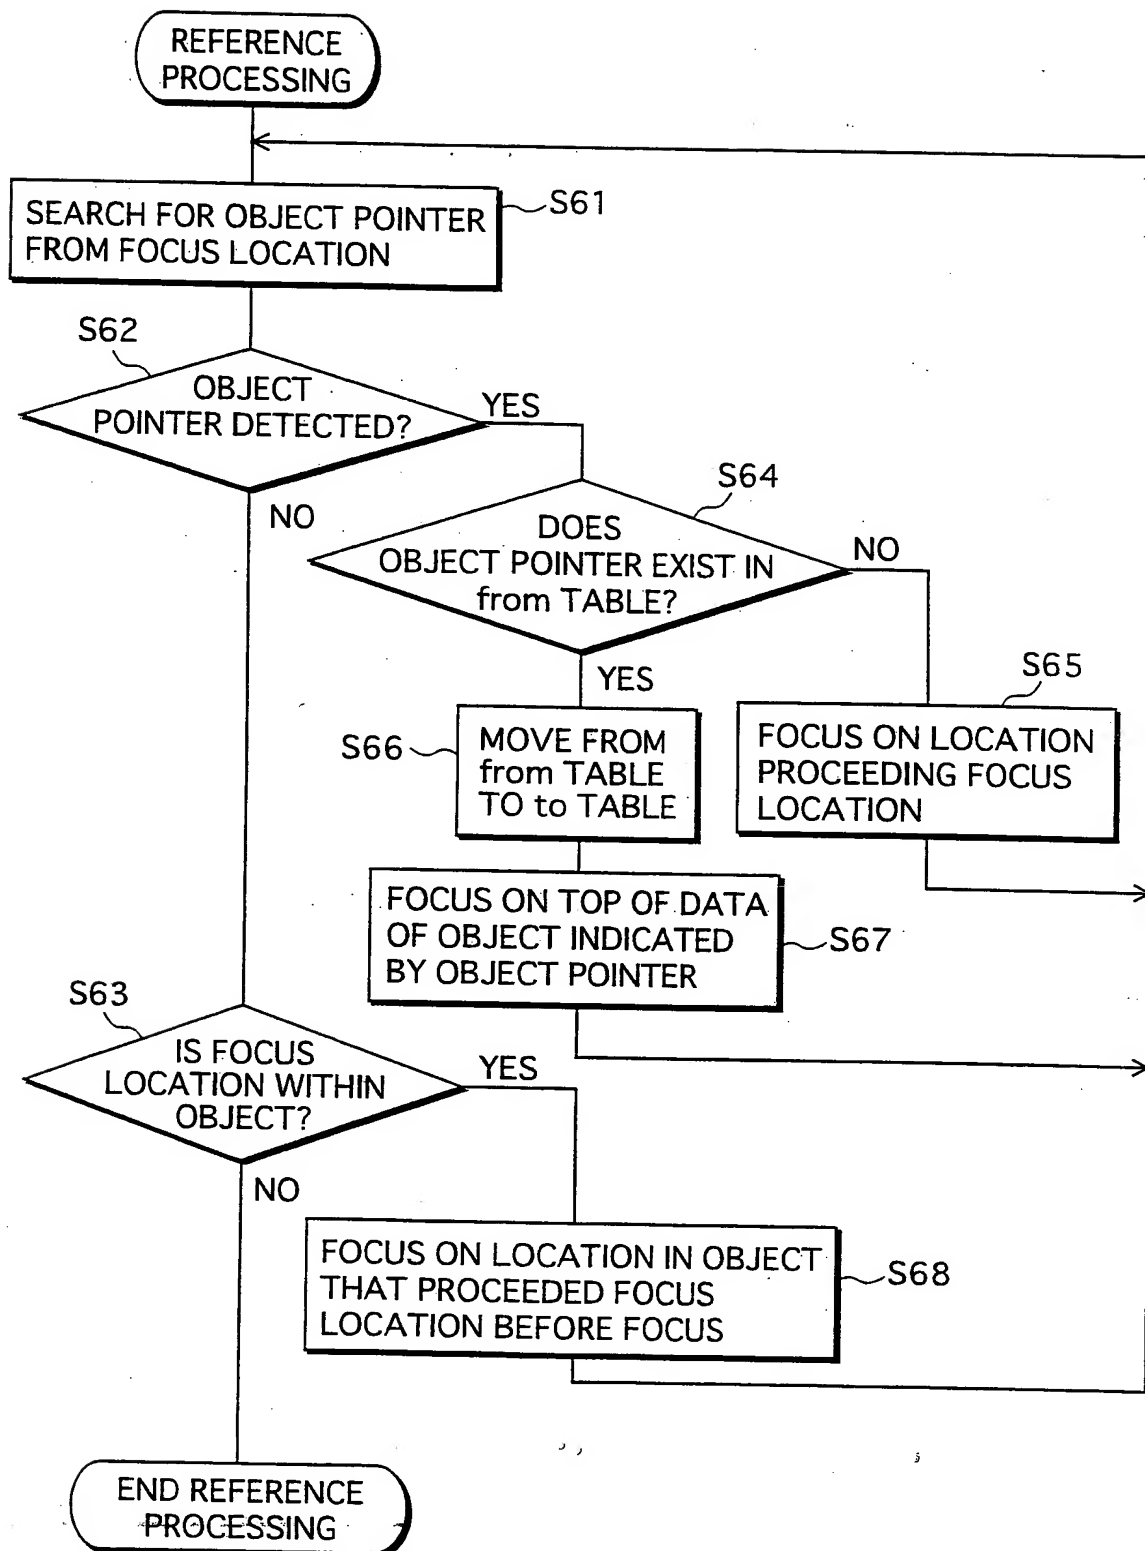 REFERENCE
PROCESSING
S61
SEARCH FOR OBJECT POINTER
FROM FOCUS LOCATION
S62
OBJECT
POINTER DETECTED?
YES
NO
S64
DOES
OBJECT POINTER EXIST IN
from TABLE?
NO
YES
S65
FOCUS ON LOCATION
PROCEEDING FOCUS
LOCATION
S66
MOVE FROM
from TABLE
TO to TABLE
FOCUS ON TOP OF DATA
OF OBJECT INDICATED
BY OBJECT POINTER
S67
S63
IS FOCUS
LOCATION WITHIN
OBJECT?
YES
NO
FOCUS ON LOCATION IN OBJECT
THAT PROCEEDED FOCUS
LOCATION BEFORE FOCUS
S68
END REFERENCE
PROCESSING